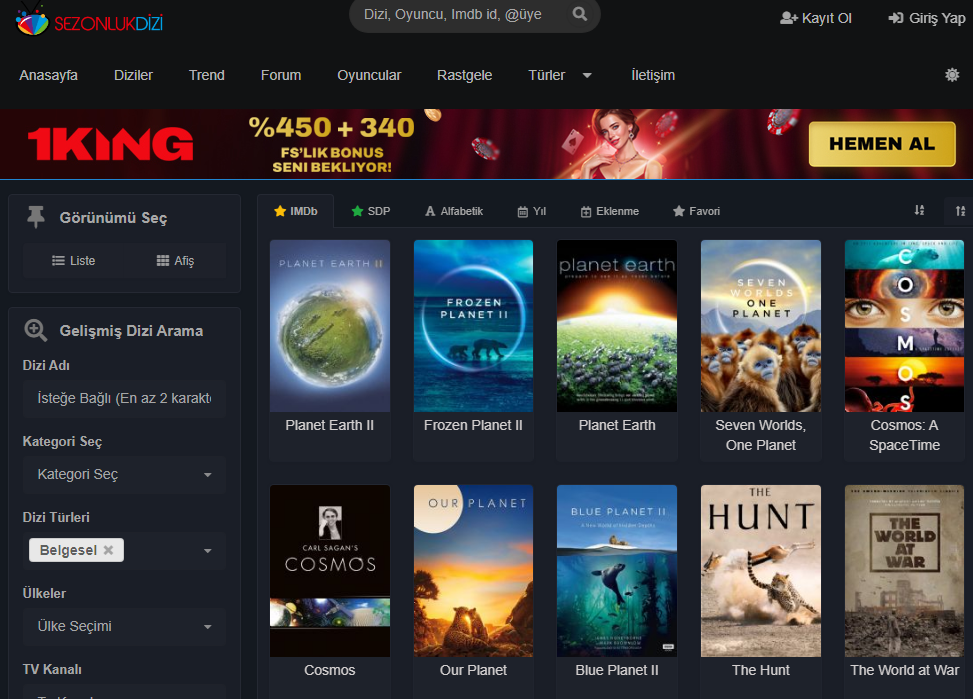 SEZONLUKDİZİ
Dizi, Oyuncu, Imdb id, @üye
Kayıt Ol
Giriş Yap
Anasayfa
Diziler
Trend
Forum
Oyuncular
Rastgele
Türler
İletişim
1KING
%450 + 340
FS'LIK BONUS
SENI BEKLIYOR!
HEMEN AL
Görünümü Seç
Liste
Afiş
Gelişmiş Dizi Arama
Dizi Adı
İsteğe Bağlı (En az 2 karakt
Kategori Seç
Kategori Seç
Dizi Türleri
Belgesel
Ülkeler
Ülke Seçimi
TV Kanalı
IMDb
SDP
Alfabetik
Yıl
Eklenme
Favori
PLANET EARTH II
FROZEN
PLANET II
planet earth
SEVEN
WORLDS
ONE
PLANET
COSMOS
Planet Earth II
Frozen Planet II
Planet Earth
Seven Worlds,
One Planet
Cosmos: A
SpaceTime
CARL SAGAN'S
COSMOS
OUR PLANET
BLUE PLANET II
THE
HUNT
THE
WORLD
AT
WAR
Cosmos
Our Planet
Blue Planet II
The Hunt
The World at War